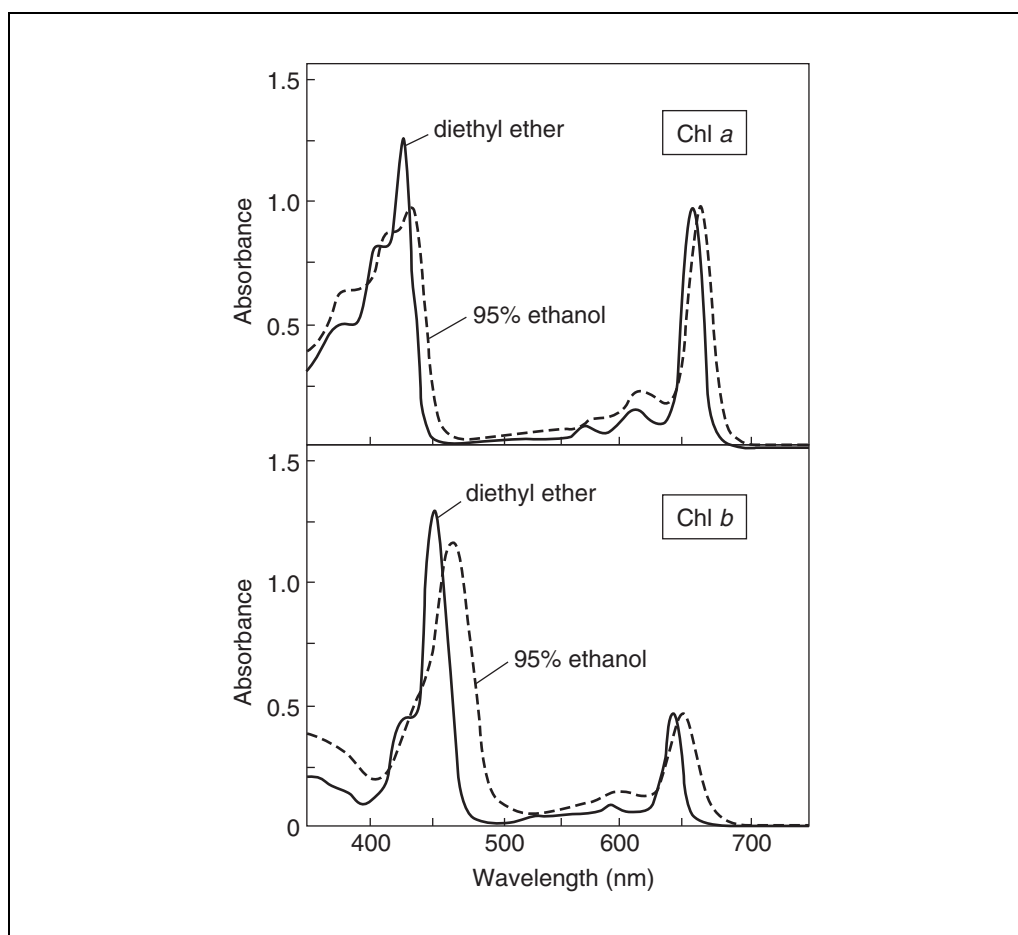 1.5
diethyl ether
Chl a
1.0
Absorbance
95% ethanol
0.5
1.5
diethyl ether
Chl b
1.0
Absorbance
95% ethanol
0.5
0
400 500 600 700
Wavelength (nm)